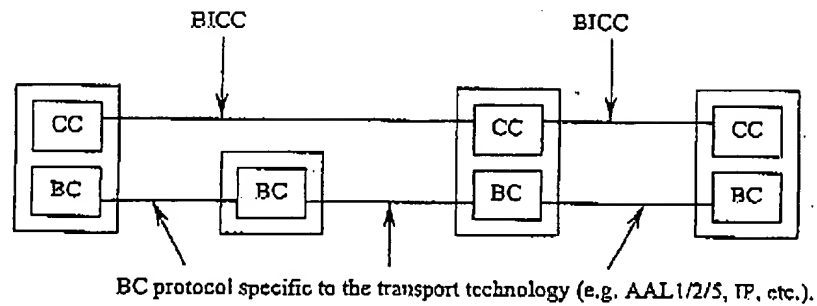 BICC BICC
CC CC CC
BC BC BC BC
BC protocol specific to the transport technology (e.g. AAL1/2/5, IP, etc.).